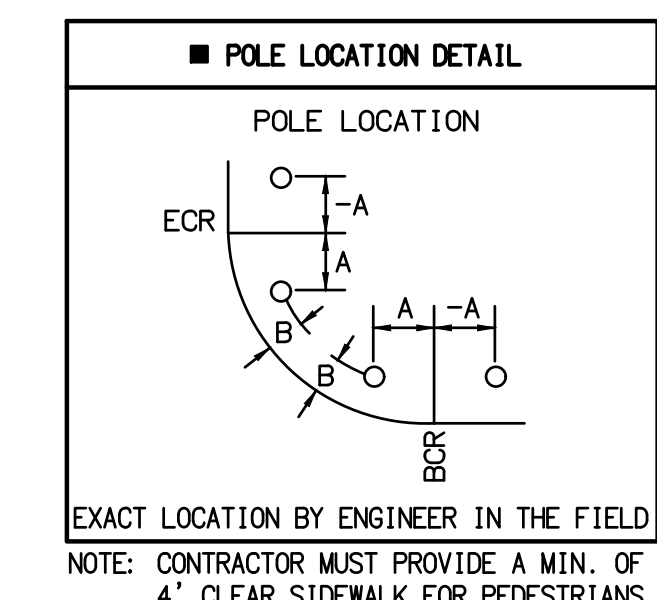 ■ POLE LOCATION DETAIL
POLE LOCATION
-A
ECR
A
A
-A
B
B
BCR
EXACT LOCATION BY ENGINEER IN THE FIELD
NOTE: CONTRACTOR MUST PROVIDE A MIN. OF
4' CLEAR SIDEWALK FOR PEDESTRIANS